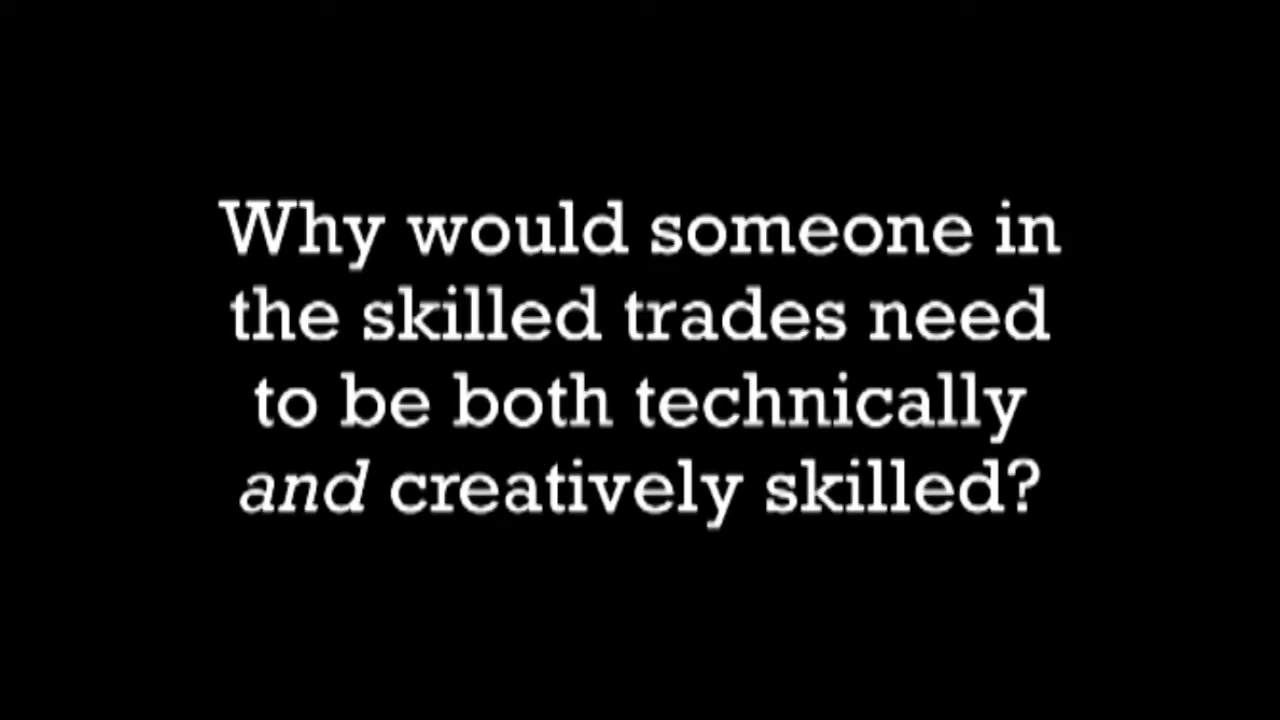 Why would someone in
the skilled trades need
to be both technically
and creatively skilled?